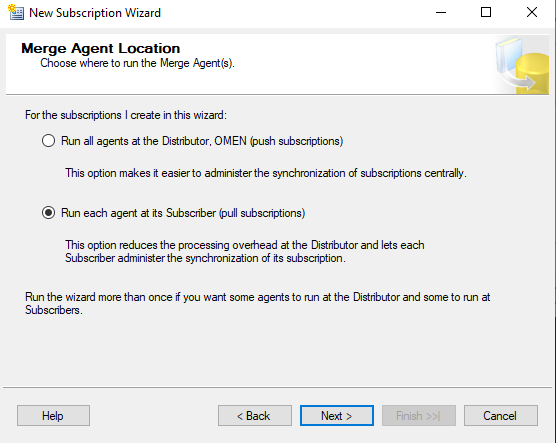 New Subscription Wizard
Merge Agent Location
Choose where to run the Merge Agent(s).
For the subscriptions I create in this wizard:
Run all agents at the Distributor, OMEN (push subscriptions)
This option makes it easier to administer the synchronization of subscriptions centrally.
Run each agent at its Subscriber (pull subscriptions)
This option reduces the processing overhead at the Distributor and lets each
Subscriber administer the synchronization of its subscription.
Run the wizard more than once if you want some agents to run at the Distributor and some to run at
Subscribers.
Help
< Back
Next >
Finish >>|
Cancel